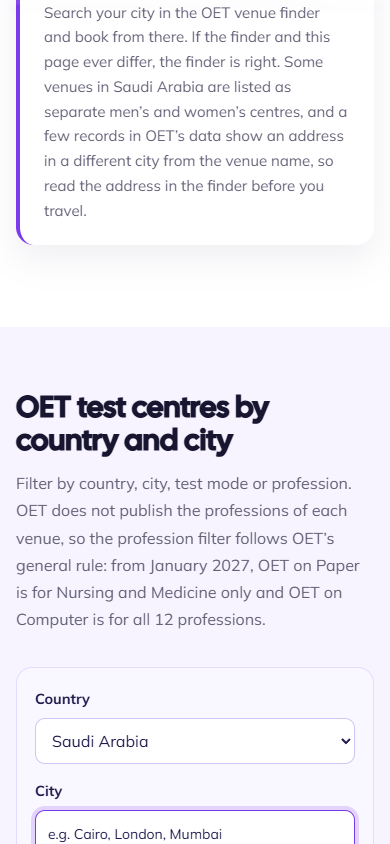 Search your city in the OET venue finder
and book from there. If the finder and this
page ever differ, the finder is right. Some
venues in Saudi Arabia are listed as
separate men’s and women’s centres, and a
few records in OET’s data show an address
in a different city from the venue name, so
read the address in the finder before you
travel.
OET test centres by
country and city
Filter by country, city, test mode or profession.
OET does not publish the professions of each
venue, so the profession filter follows OET’s
general rule: from January 2027, OET on Paper
is for Nursing and Medicine only and OET on
Computer is for all 12 professions.
Country
Saudi Arabia
City
e.g. Cairo, London, Mumbai